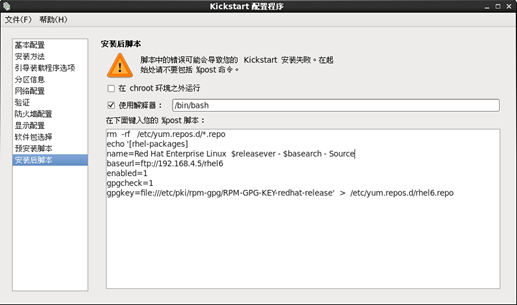 Kickstart 配置程序
文件(F) 帮助(H)
基本配置
安装方法
引导装载程序选项
分区信息
网络配置
验证
防火墙配置
显示配置
软件包选择
预安装脚本
安装后脚本
安装后脚本
脚本中的错误可能会导致您的 Kickstart 安装失败。在起
始处请不要包括 %post 命令。
在 chroot 环境之外运行
使用解释器： /bin/bash
在下面键入您的 %post 脚本：
rm -rf /etc/yum.repos.d/*.repo
echo '[rhel-packages]
name=Red Hat Enterprise Linux $releasever - $basearch - Source
baseurl=ftp://192.168.4.5/rhel6
enabled=1
gpgcheck=1
gpgkey=file:///etc/pki/rpm-gpg/RPM-GPG-KEY-redhat-release' > /etc/yum.repos.d/rhel6.repo